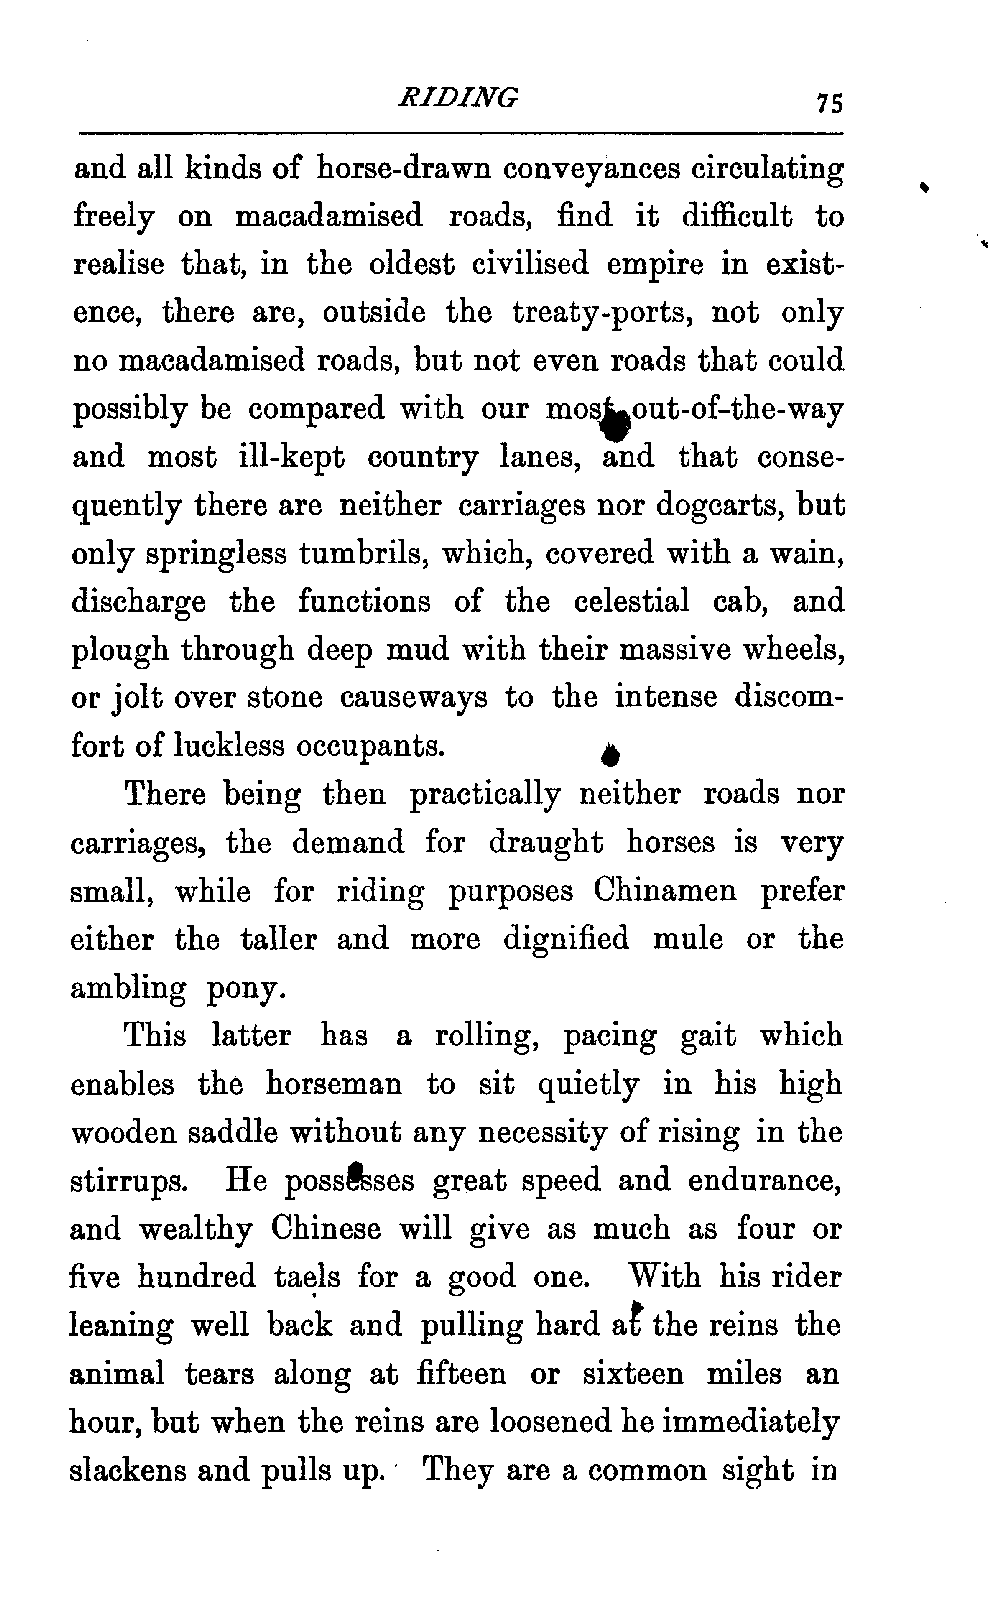 RIDING 75
and all kinds of horse-drawn conveyances circulating
freely on macadamised roads, find it difficult to
realise that, in the oldest civilised empire in exist-
ence, there are, outside the treaty-ports, not only
no macadamised roads, but not even roads that could
possibly be compared with our most out-of-the-way
and most ill-kept country lanes, and that conse-
quently there are neither carriages nor dogcarts, but
only springless tumbrils, which, covered with a wain,
discharge the functions of the celestial cab, and
plough through deep mud with their massive wheels,
or jolt over stone causeways to the intense discom-
fort of luckless occupants.
There being then practically neither roads nor
carriages, the demand for draught horses is very
small, while for riding purposes Chinamen prefer
either the taller and more dignified mule or the
ambling pony.
This latter has a rolling, pacing gait which
enables the horseman to sit quietly in his high
wooden saddle without any necessity of rising in the
stirrups. He possesses great speed and endurance,
and wealthy Chinese will give as much as four or
five hundred taels for a good one. With his rider
leaning well back and pulling hard at the reins the
animal tears along at fifteen or sixteen miles an
hour, but when the reins are loosened he immediately
slackens and pulls up. They are a common sight in